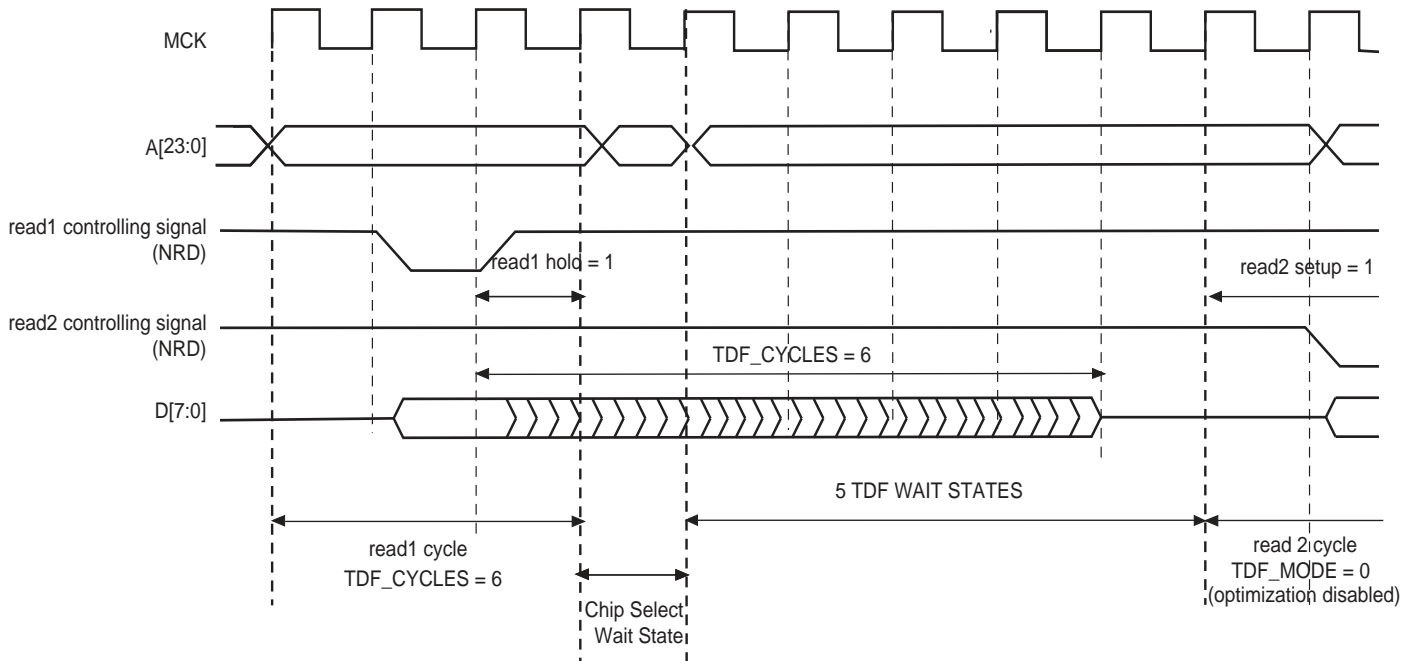 MCK
A[23:0]
read1 controlling signal
(NRD)
read1 hold = 1
read2 setup = 1
read2 controlling signal
(NRD)
TDF_CYCLES = 6
D[7:0]
5 TDF WAIT STATES
read1 cycle
TDF_CYCLES = 6
Chip Select
Wait State
read 2 cycle
TDF_MODE = 0
(optimization disabled)